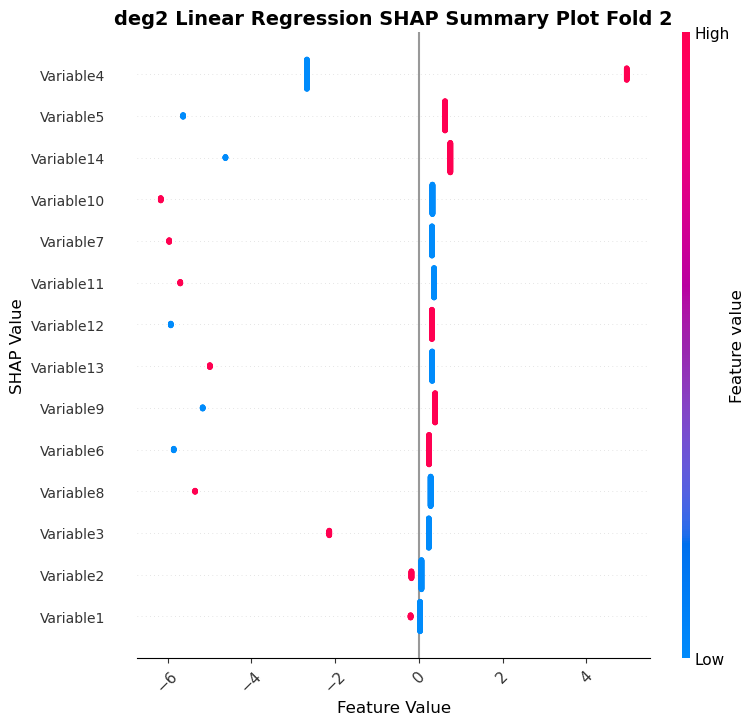 deg2 Linear Regression SHAP Summary Plot Fold 2
High
Variable4
Variable5
Variable14
Variable10
Variable7
Variable11
Variable12
Variable13
Variable9
Variable6
Variable8
Variable3
Variable2
Variable1
SHAP Value
Feature value
Low
−6
−4
−2
0
2
4
Feature Value